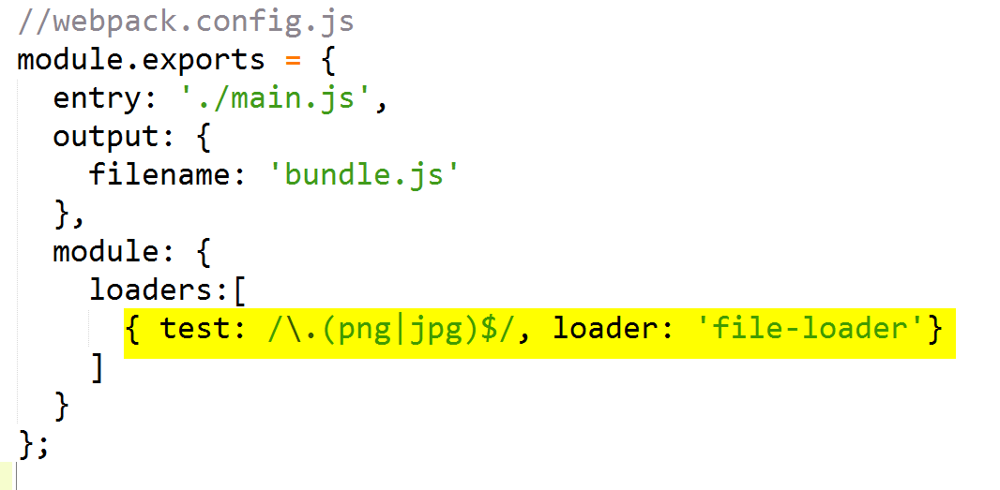 //webpack.config.js
module.exports = {
  entry: './main.js',
  output: {
    filename: 'bundle.js'
  },
  module: {
    loaders:[
      { test: /\.(png|jpg)$/, loader: 'file-loader'}
    ]
  }
};